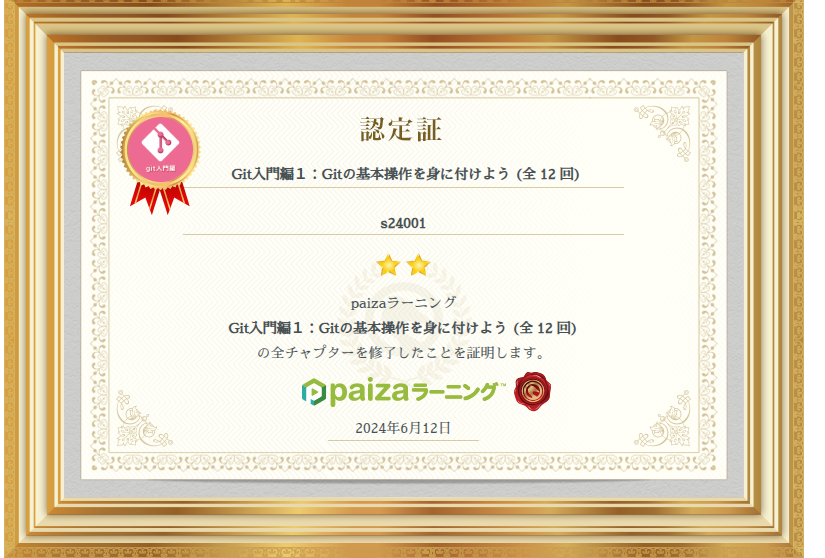 認定証
git入門編
Git入門編１：Gitの基本操作を身に付けよう (全 12 回)
s24001
paizaラーニング
Git入門編１：Gitの基本操作を身に付けよう (全 12 回)
の全チャプターを修了したことを証明します。
paizaラーニング™
2024年6月12日